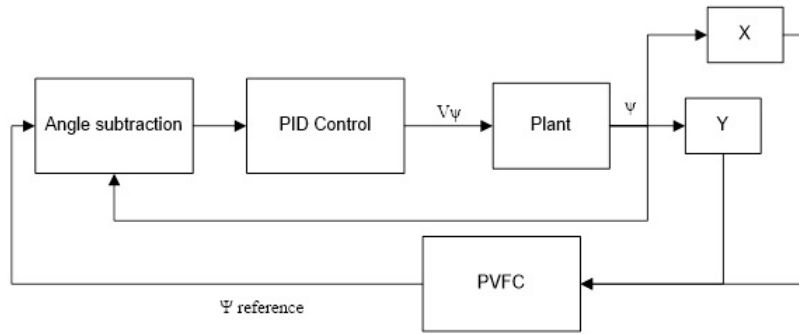 X
Angle subtraction
PID Control
Vψ
Plant
ψ
Y
PVFC
Ψ reference